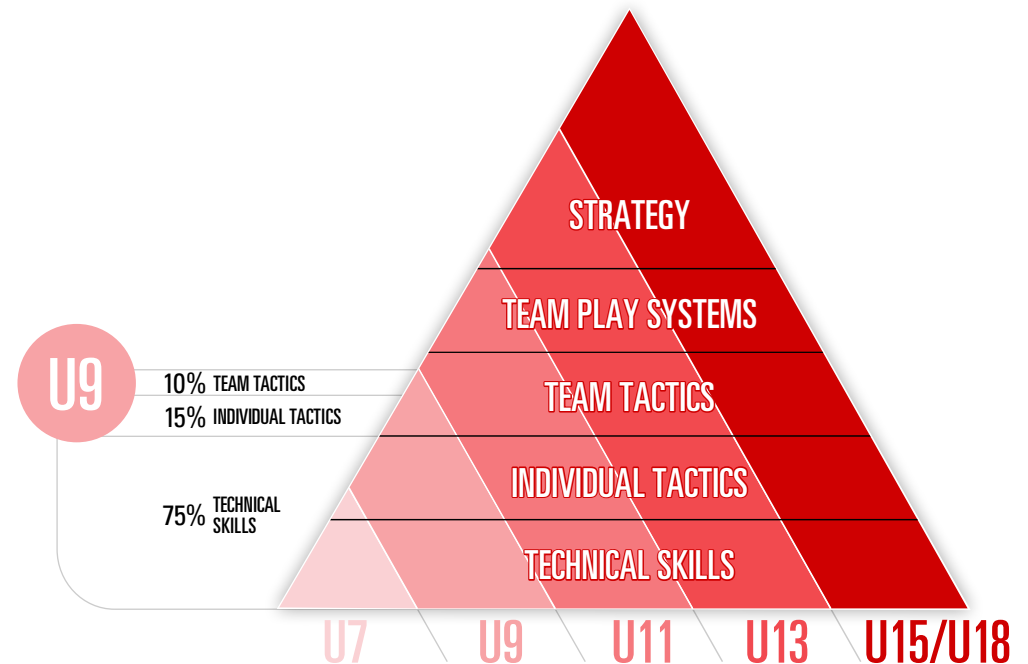 STRATEGY
TEAM PLAY SYSTEMS
TEAM TACTICS
INDIVIDUAL TACTICS
TECHNICAL SKILLS
U9
10% TEAM TACTICS
15% INDIVIDUAL TACTICS
75% TECHNICAL
SKILLS
U7 U9 U11 U13 U15/U18